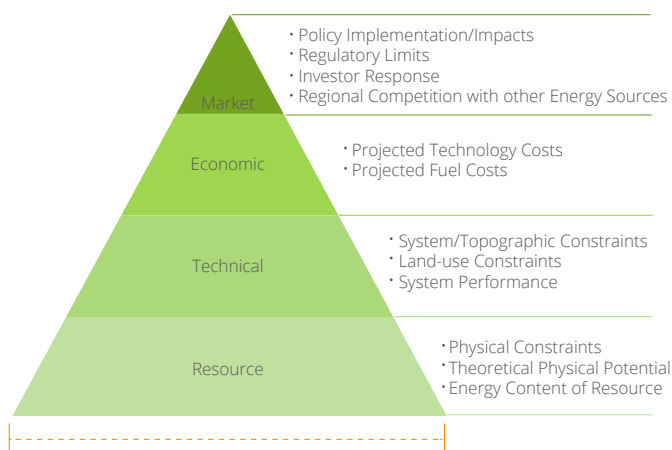 • Policy Implementation/Impacts
• Regulatory Limits
• Investor Response
• Regional Competition with other Energy Sources
Market
• Projected Technology Costs
• Projected Fuel Costs
Economic
• System/Topographic Constraints
• Land-use Constraints
• System Performance
Technical
• Physical Constraints
• Theoretical Physical Potential
• Energy Content of Resource
Resource